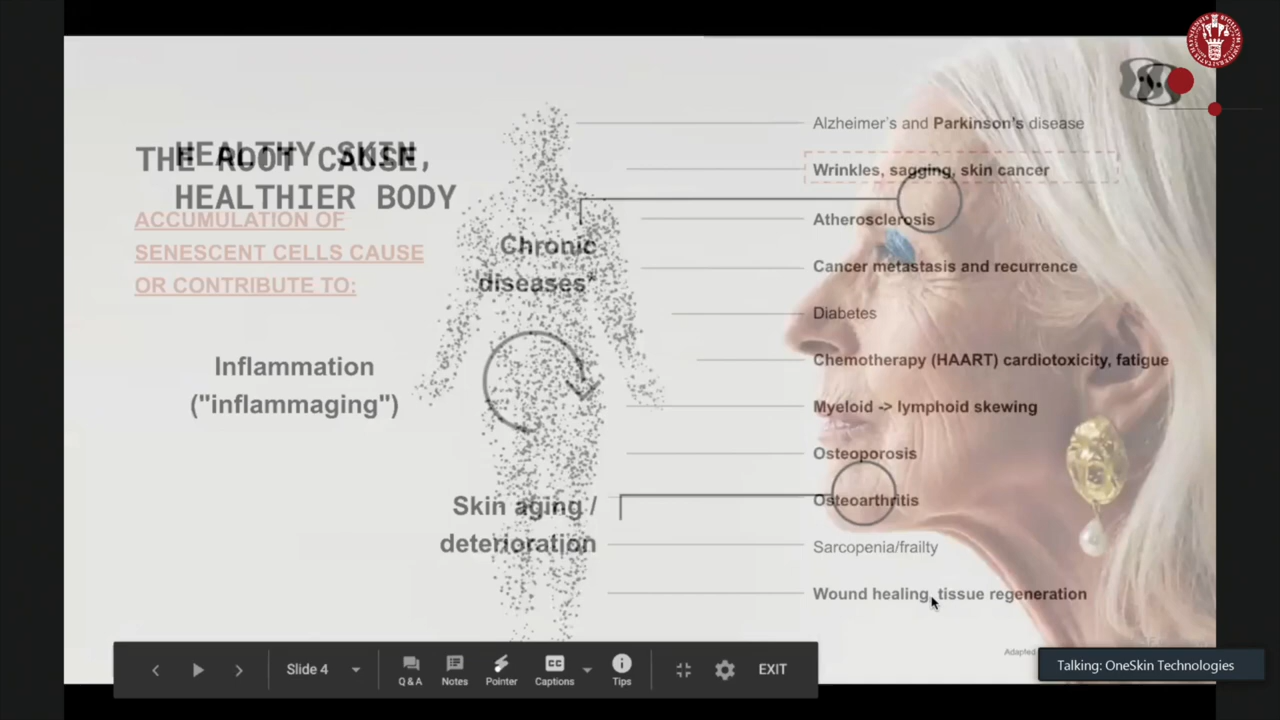 THE ROOT CAUSE
HEALTHY SKIN,
HEALTHIER BODY
ACCUMULATION OF
SENESCENT CELLS CAUSE
OR CONTRIBUTE TO:
Chronic
diseases*
Inflammation
("inflammaging")
Skin aging /
deterioration
Alzheimer's and Parkinson's disease
Wrinkles, sagging, skin cancer
Atherosclerosis
Cancer metastasis and recurrence
Diabetes
Chemotherapy (HAART) cardiotoxicity, fatigue
Myeloid -> lymphoid skewing
Osteoporosis
Osteoarthritis
Sarcopenia/frailty
Wound healing, tissue regeneration
Adapted
Slide 4
Q & A
Notes
Pointer
CC
Captions
Tips
EXIT
Talking: OneSkin Technologies